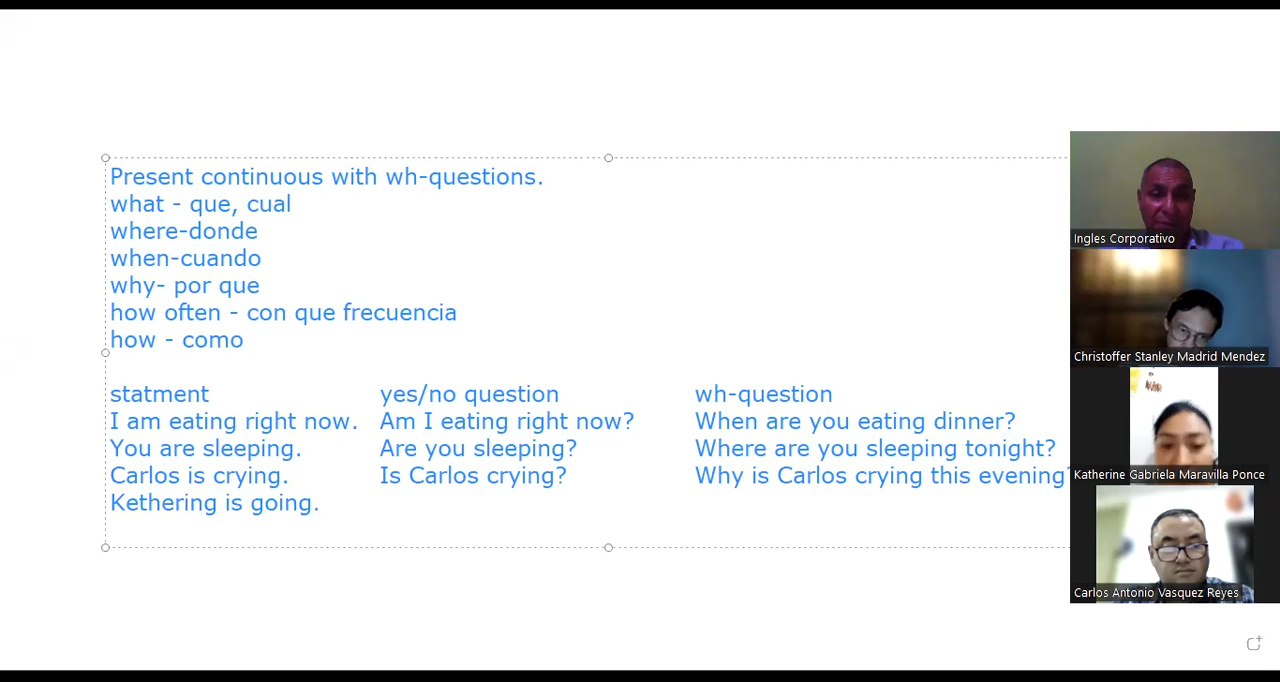 Present continuous with wh-questions.
what - que, cual
where-donde
when-cuando
why- por que
how often - con que frecuencia
how - como
statment yes/no question wh-question
I am eating right now. Am I eating right now? When are you eating dinner?
You are sleeping. Are you sleeping? Where are you sleeping tonight?
Carlos is crying. Is Carlos crying? Why is Carlos crying this evening?
Kethering is going.
Ingles Corporativo
Christoffer Stanley Madrid Mendez
Katherine Gabriela Maravilla Ponce
Carlos Antonio Vasquez Reyes